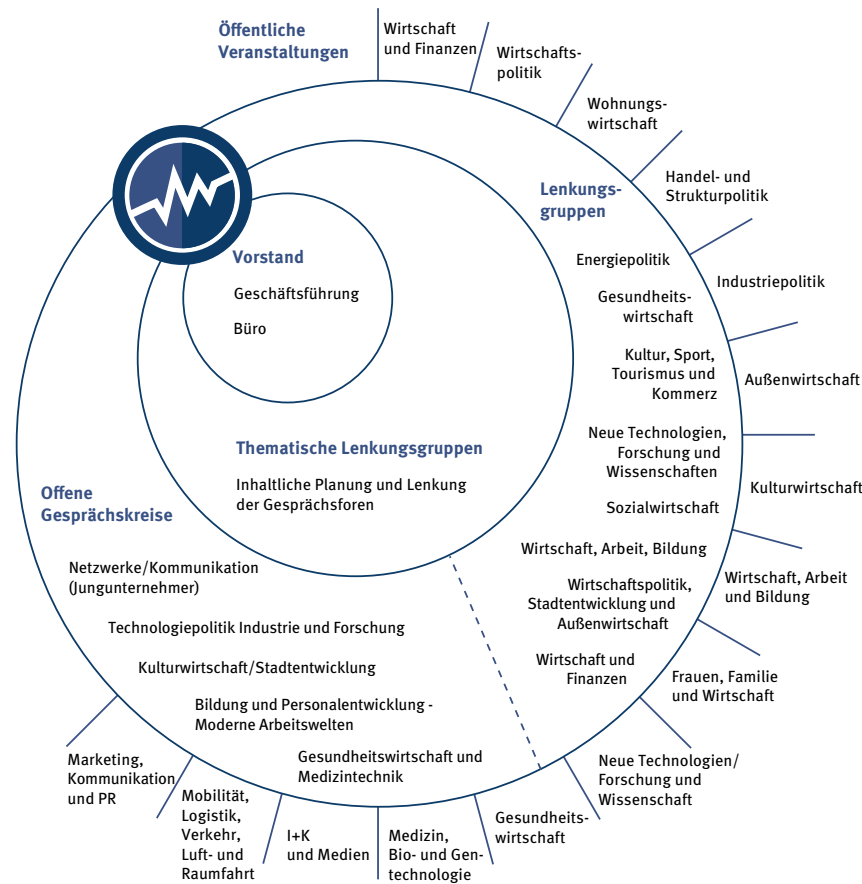 Öffentliche
Veranstaltungen
Wirtschaft
und Finanzen
Wirtschafts-
politik
Wohnungs-
wirtschaft
Handel- und
Strukturpolitik
Industriepolitik
Außenwirtschaft
Kulturwirtschaft
Wirtschaft, Arbeit
und Bildung
Frauen, Familie
und Wirtschaft
Neue Technologien/
Forschung und
Wissenschaft
Gesundheits-
wirtschaft
Medizin,
Bio- und Gen-
technologie
I+K
und Medien
Mobilität,
Logistik,
Verkehr,
Luft- und
Raumfahrt
Marketing,
Kommunikation
und PR
Lenkungs-
gruppen
Energiepolitik
Gesundheits-
wirtschaft
Kultur, Sport,
Tourismus und
Kommerz
Neue Technologien,
Forschung und
Wissenschaften
Sozialwirtschaft
Wirtschaft, Arbeit, Bildung
Wirtschaftspolitik,
Stadtentwicklung und
Außenwirtschaft
Wirtschaft und
Finanzen
Vorstand
Geschäftsführung
Büro
Thematische Lenkungsgruppen
Inhaltliche Planung und Lenkung
der Gesprächsforen
Offene
Gesprächskreise
Netzwerke/Kommunikation
(Jungunternehmer)
Technologiepolitik Industrie und Forschung
Kulturwirtschaft/Stadtentwicklung
Bildung und Personalentwicklung -
Moderne Arbeitswelten
Gesundheitswirtschaft und
Medizintechnik